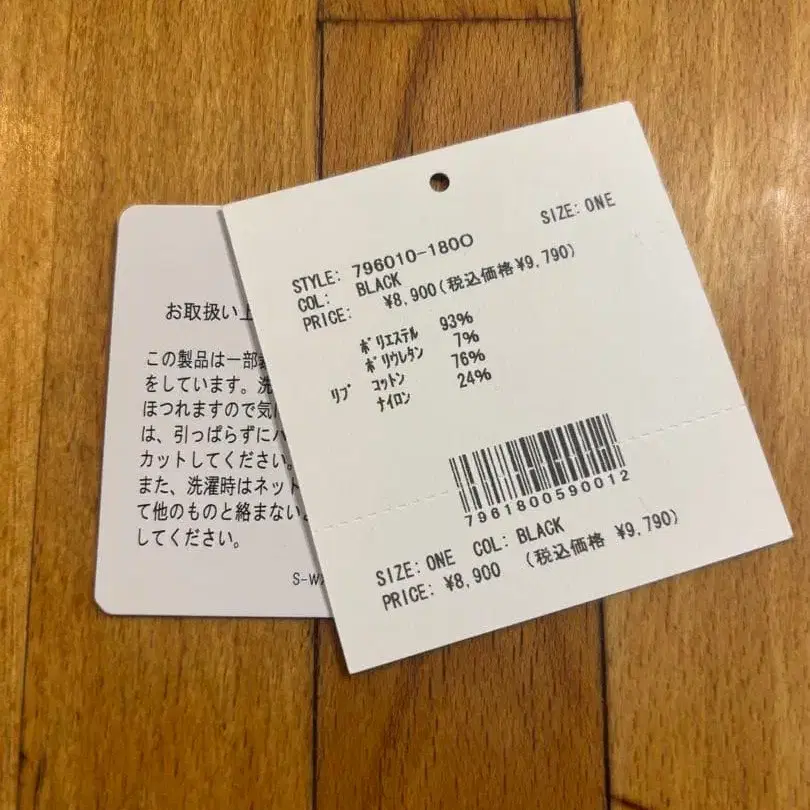 お取扱い上
この製品は一部
をしています。洗
ほつれますので気
は、引っぱらずに
カットしてください。
また、洗濯時はネット
て他のものと絡まない
してください。
SIZE: ONE
STYLE: 796010-1800
COL: BLACK
PRICE: ¥8,900(税込価格¥9,790)
ﾎﾟﾘｴｽﾃﾙ 93%
ﾎﾟﾘｳﾚﾀﾝ 7%
ﾘﾌﾞ ｺｯﾄﾝ 76%
ﾅｲﾛﾝ 24%
7961800590012
SIZE: ONE COL: BLACK
PRICE: ¥8,900 (税込価格 ¥9,790)